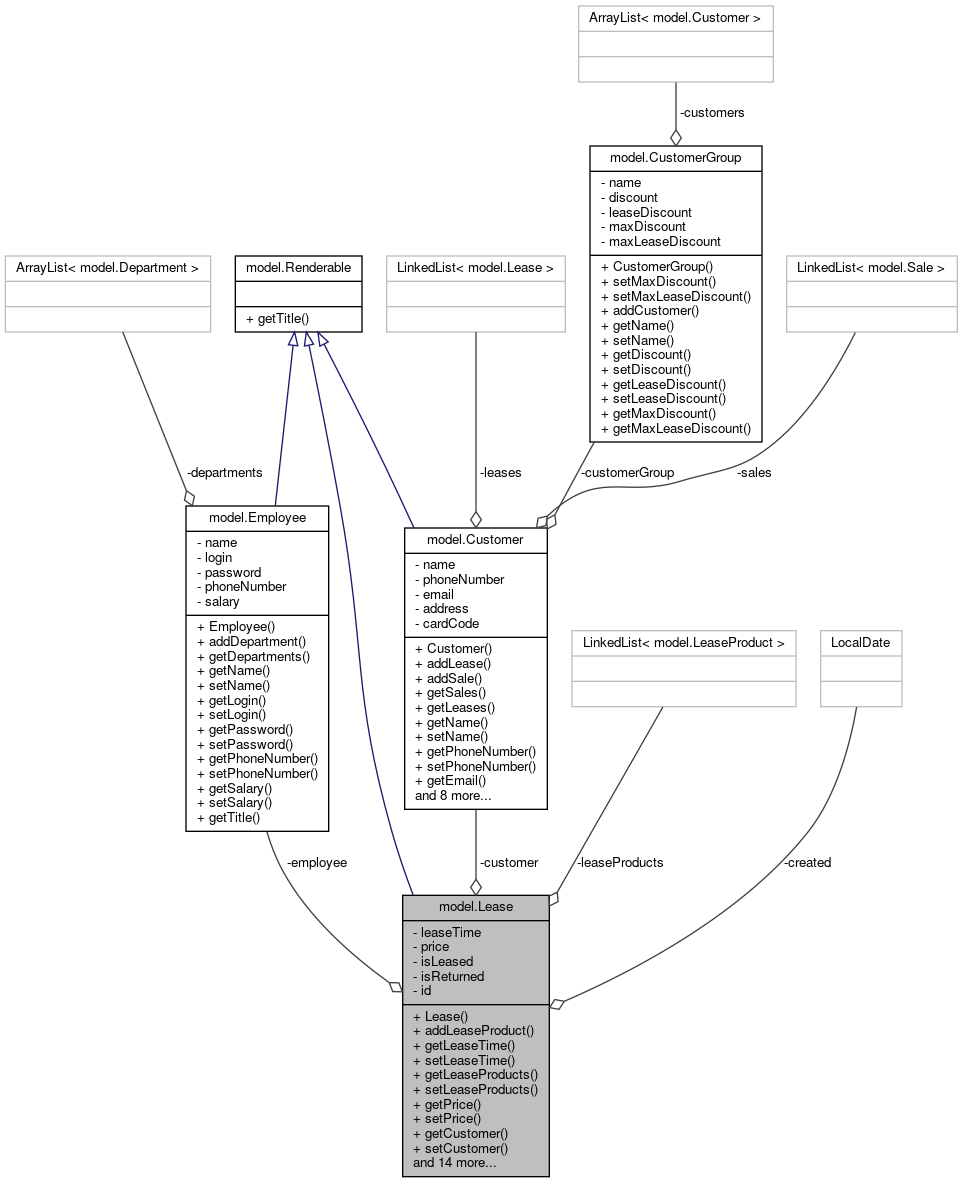 ArrayList< model.Customer >
-customers
model.CustomerGroup
- name
- discount
- leaseDiscount
- maxDiscount
- maxLeaseDiscount
+ CustomerGroup()
+ setMaxDiscount()
+ setMaxLeaseDiscount()
+ addCustomer()
+ getName()
+ setName()
+ getDiscount()
+ setDiscount()
+ getLeaseDiscount()
+ setLeaseDiscount()
+ getMaxDiscount()
+ getMaxLeaseDiscount()
ArrayList< model.Department >
model.Renderable
+ getTitle()
LinkedList< model.Lease >
LinkedList< model.Sale >
-departments
-leases
-customerGroup
-sales
model.Employee
- name
- login
- password
- phoneNumber
- salary
+ Employee()
+ addDepartment()
+ getDepartments()
+ getName()
+ setName()
+ getLogin()
+ setLogin()
+ getPassword()
+ setPassword()
+ getPhoneNumber()
+ setPhoneNumber()
+ getSalary()
+ setSalary()
+ getTitle()
model.Customer
- name
- phoneNumber
- email
- address
- cardCode
+ Customer()
+ addLease()
+ addSale()
+ getSales()
+ getLeases()
+ getName()
+ setName()
+ getPhoneNumber()
+ setPhoneNumber()
+ getEmail()
and 8 more...
LinkedList< model.LeaseProduct >
LocalDate
-employee
-customer
-leaseProducts
-created
model.Lease
- leaseTime
- price
- isLeased
- isReturned
- id
+ Lease()
+ addLeaseProduct()
+ getLeaseTime()
+ setLeaseTime()
+ getLeaseProducts()
+ setLeaseProducts()
+ getPrice()
+ setPrice()
+ getCustomer()
+ setCustomer()
and 14 more...